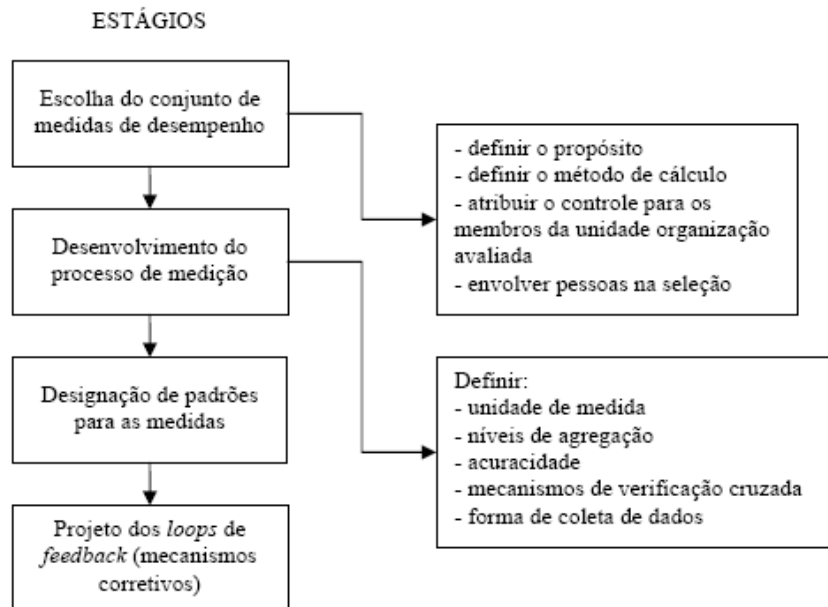 ESTÁGIOS
Escolha do conjunto de
medidas de desempenho
- definir o propósito
- definir o método de cálculo
- atribuir o controle para os
membros da unidade organização
avaliada
- envolver pessoas na seleção
Desenvolvimento do
processo de medição
Designação de padrões
para as medidas
Definir:
- unidade de medida
- níveis de agregação
- acuracidade
- mecanismos de verificação cruzada
- forma de coleta de dados
Projeto dos loops de
feedback (mecanismos
corretivos)